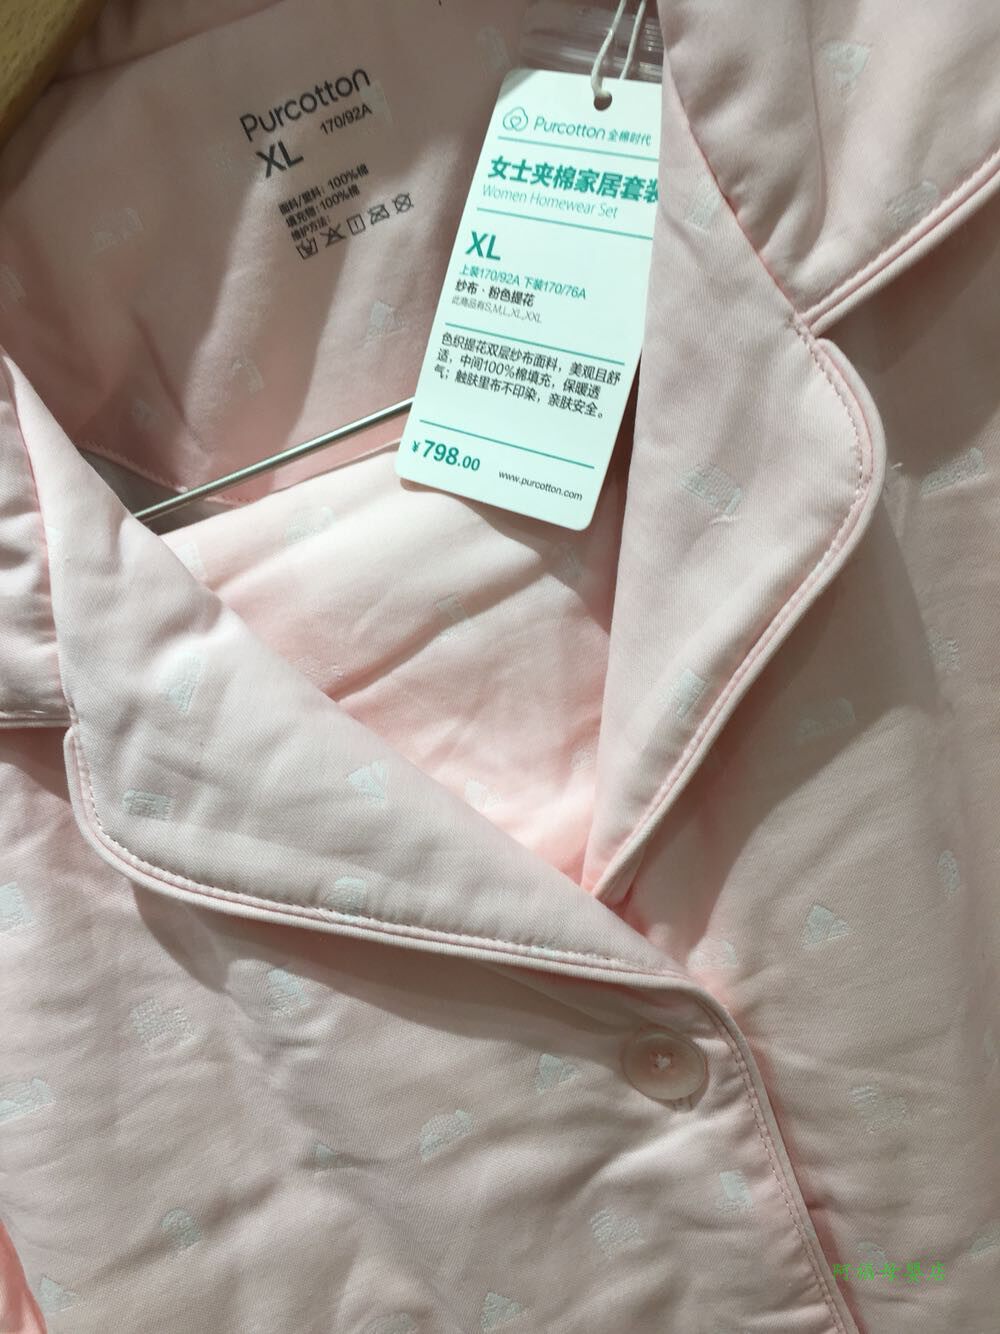 Purcotton
170/92A
XL
面料/里料: 100%棉
填充物: 100%棉
维护方法:
Purcotton 全棉时代
女士夹棉家居套装
Women Homewear Set
XL
上装170/92A 下装170/76A
纱布·粉色提花
此商品有S,M,L,XL,XXL
色织提花双层纱布面料，美观且舒
适，中间100%棉填充，保暖透
气；触肤里布不印染，亲肤安全。
¥798.00
www.purcotton.com